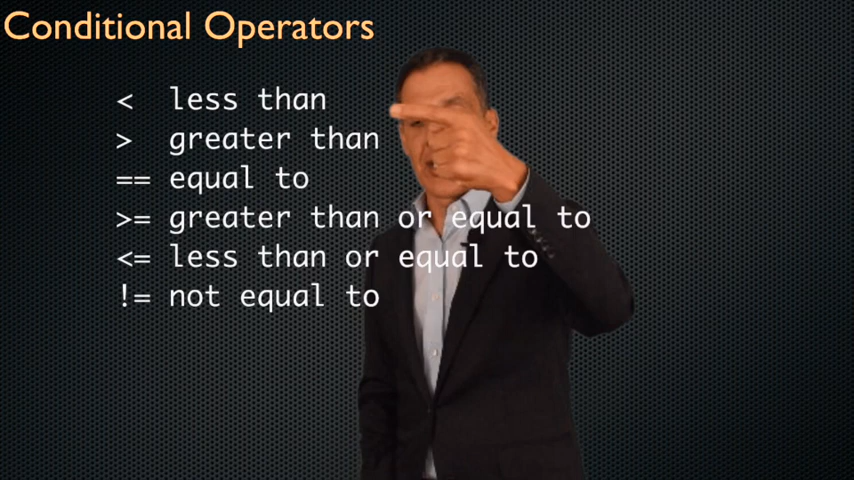 Conditional Operators
< less than
> greater than
== equal to
>= greater than or equal to
<= less than or equal to
!= not equal to